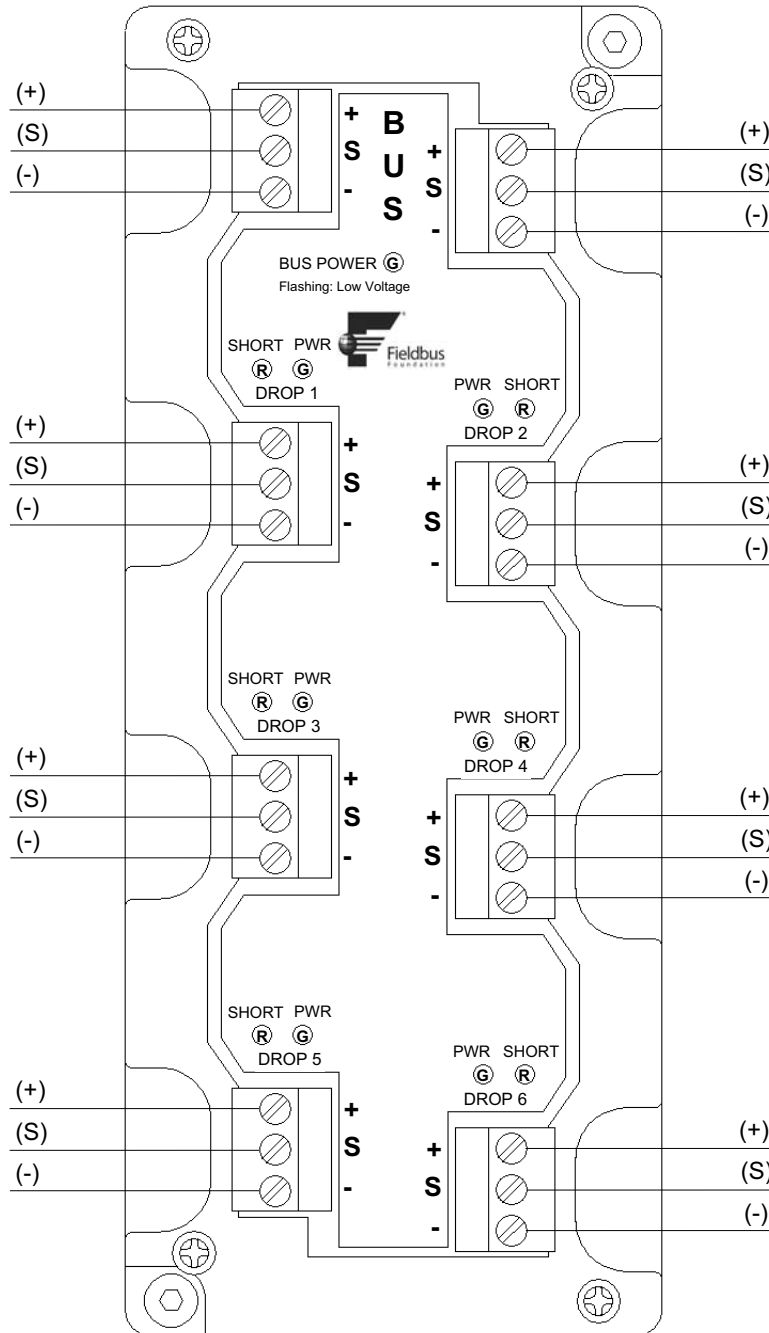 (+)
(S)
(-)
+
S
-
B
U
S
+
S
-
(+)
(S)
(-)
BUS POWER G
Flashing: Low Voltage
Fieldbus
Foundation
SHORT PWR
R G
DROP 1
PWR SHORT
G R
DROP 2
(+)
(S)
(-)
+
S
-
+
S
-
(+)
(S)
(-)
SHORT PWR
R G
DROP 3
PWR SHORT
G R
DROP 4
(+)
(S)
(-)
+
S
-
+
S
-
(+)
(S)
(-)
SHORT PWR
R G
DROP 5
PWR SHORT
G R
DROP 6
(+)
(S)
(-)
+
S
-
+
S
-
(+)
(S)
(-)